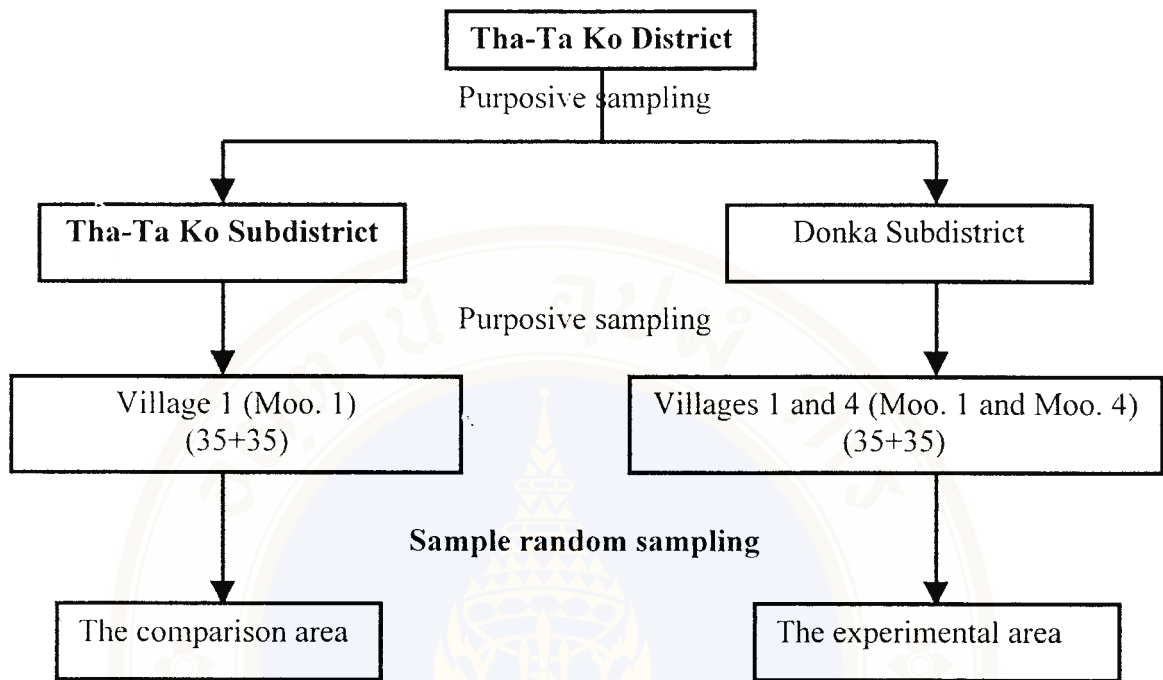 Tha-Ta Ko District
Purposive sampling
Tha-Ta Ko Subdistrict
Donka Subdistrict
Purposive sampling
Village 1 (Moo. 1)
(35+35)
Villages 1 and 4 (Moo. 1 and Moo. 4)
(35+35)
Sample random sampling
The comparison area
The experimental area